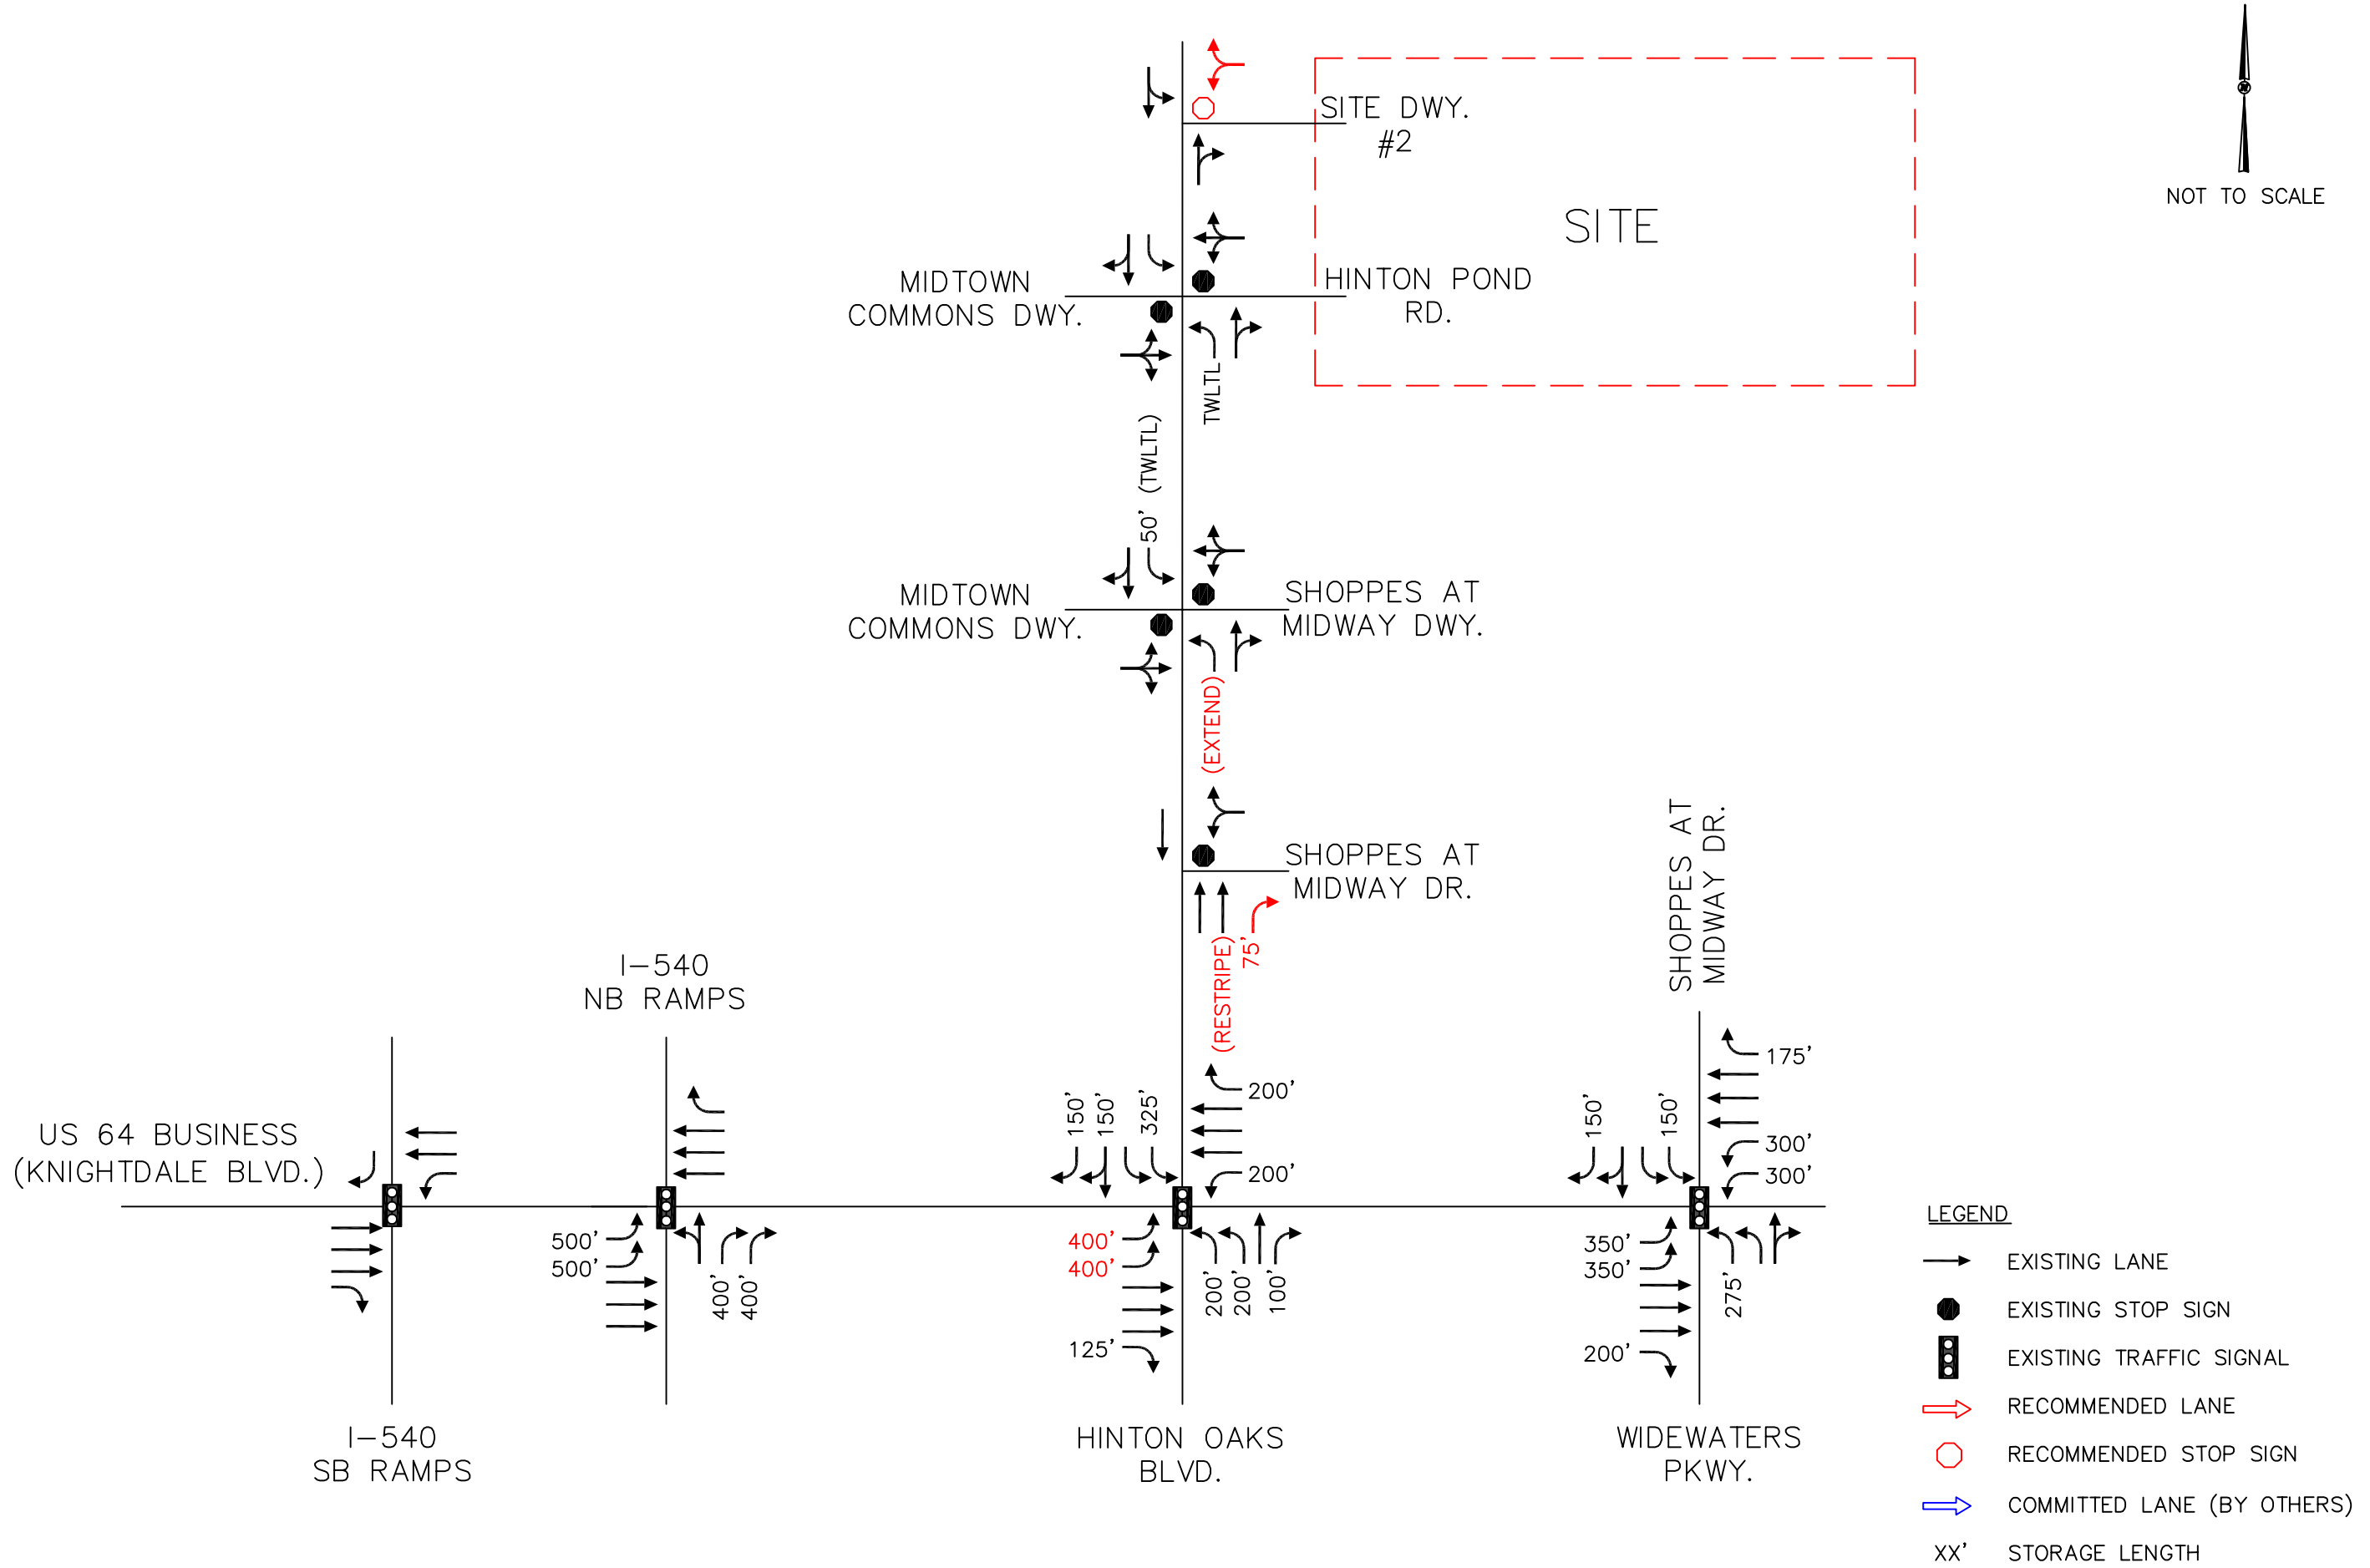 SITE DWY.
#2
NOT TO SCALE
SITE
MIDTOWN
COMMONS DWY.
HINTON POND
RD.
TWLTL
50' (TWLTL)
MIDTOWN
COMMONS DWY.
SHOPPES AT
MIDWAY DWY.
(EXTEND)
SHOPPES AT
MIDWAY DR.
SHOPPES AT
MIDWAY DR.
(RESTRIPE)
75'
I-540
NB RAMPS
US 64 BUSINESS
(KNIGHTDALE BLVD.)
150'
150'
325'
200'
200'
150'
150'
175'
300'
300'
500'
500'
400'
400'
400'
400'
125'
200'
200'
100'
350'
350'
200'
275'
I-540
SB RAMPS
HINTON OAKS
BLVD.
WIDEWATERS
PKWY.
LEGEND
EXISTING LANE
EXISTING STOP SIGN
EXISTING TRAFFIC SIGNAL
RECOMMENDED LANE
RECOMMENDED STOP SIGN
COMMITTED LANE (BY OTHERS)
XX' STORAGE LENGTH